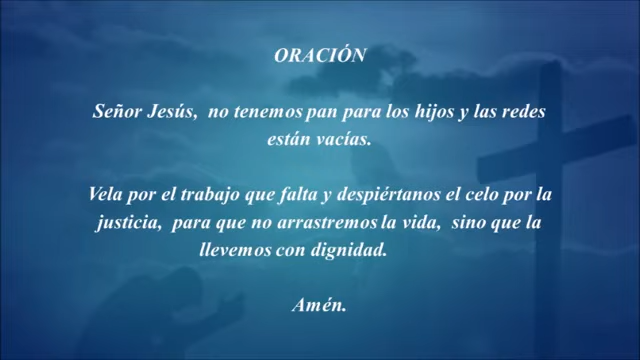 ORACIÓN
Señor Jesús, no tenemos pan para los hijos y las redes
están vacías.
Vela por el trabajo que falta y despiértanos el celo por la
justicia, para que no arrastremos la vida, sino que la
llevemos con dignidad.
Amén.